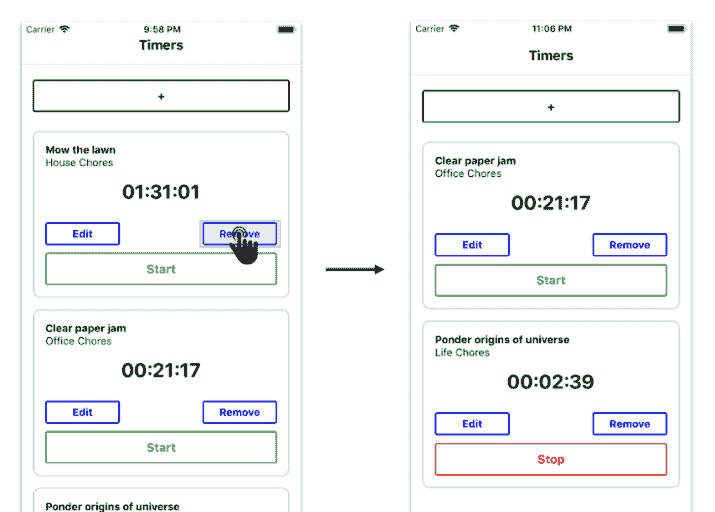 Carrier 9:58 PM
Timers
+
Mow the lawn
House Chores
01:31:01
Edit Remove
Start
Clear paper jam
Office Chores
00:21:17
Edit Remove
Start
Ponder origins of universe
Carrier 11:06 PM
Timers
+
Clear paper jam
Office Chores
00:21:17
Edit Remove
Start
Ponder origins of universe
Life Chores
00:02:39
Edit Remove
Stop